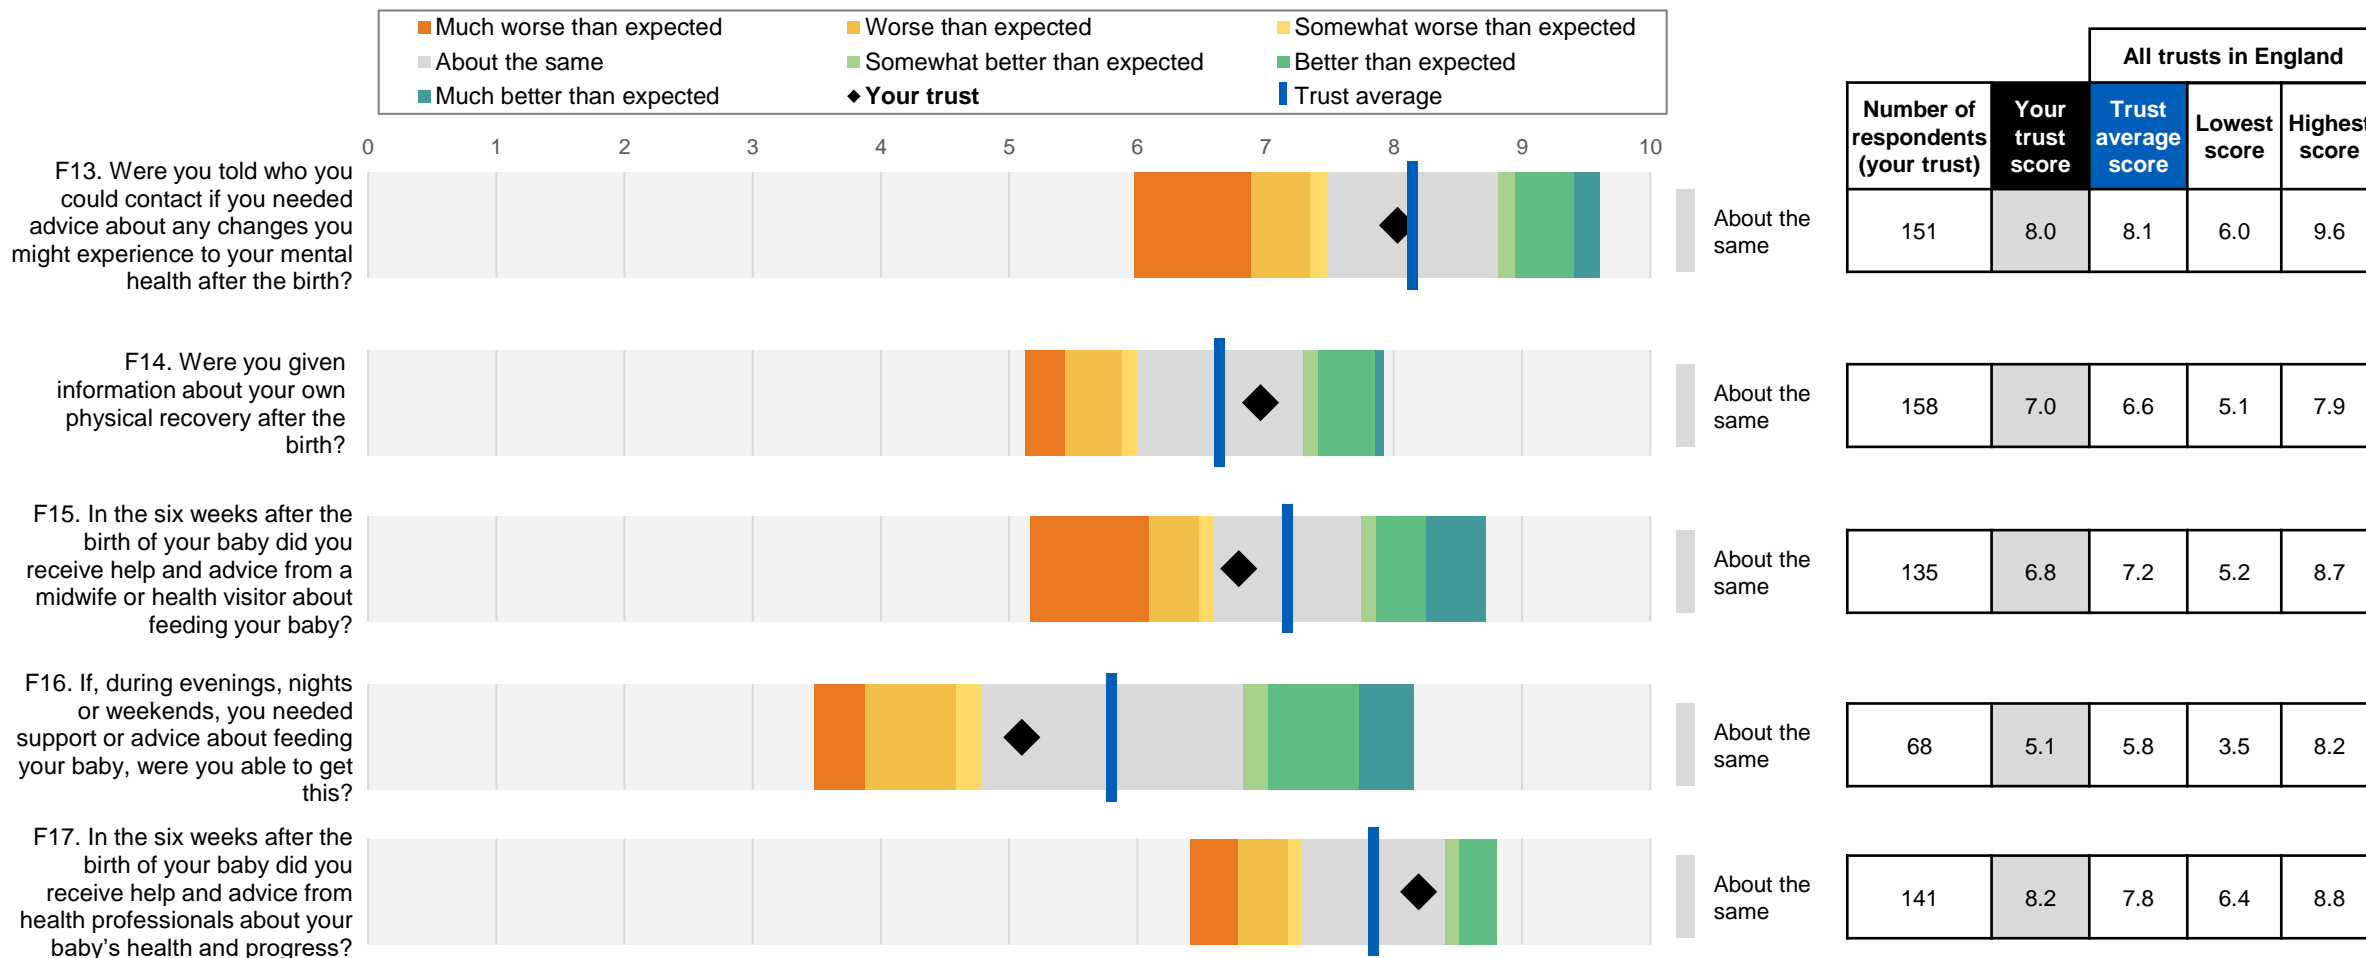 Much worse than expected
Worse than expected
Somewhat worse than expected
About the same
Somewhat better than expected
Better than expected
Much better than expected
Your trust
Trust average
All trusts in England
Number of
respondents
(your trust)
Your
trust
score
Trust
average
score
Lowest
score
Highest
score
0 1 2 3 4 5 6 7 8 9 10
F13. Were you told who you
could contact if you needed
advice about any changes you
might experience to your mental
health after the birth?
About the
same
151 8.0 8.1 6.0 9.6
F14. Were you given
information about your own
physical recovery after the
birth?
About the
same
158 7.0 6.6 5.1 7.9
F15. In the six weeks after the
birth of your baby did you
receive help and advice from a
midwife or health visitor about
feeding your baby?
About the
same
135 6.8 7.2 5.2 8.7
F16. If, during evenings, nights
or weekends, you needed
support or advice about feeding
your baby, were you able to get
this?
About the
same
68 5.1 5.8 3.5 8.2
F17. In the six weeks after the
birth of your baby did you
receive help and advice from
health professionals about your
baby's health and progress?
About the
same
141 8.2 7.8 6.4 8.8